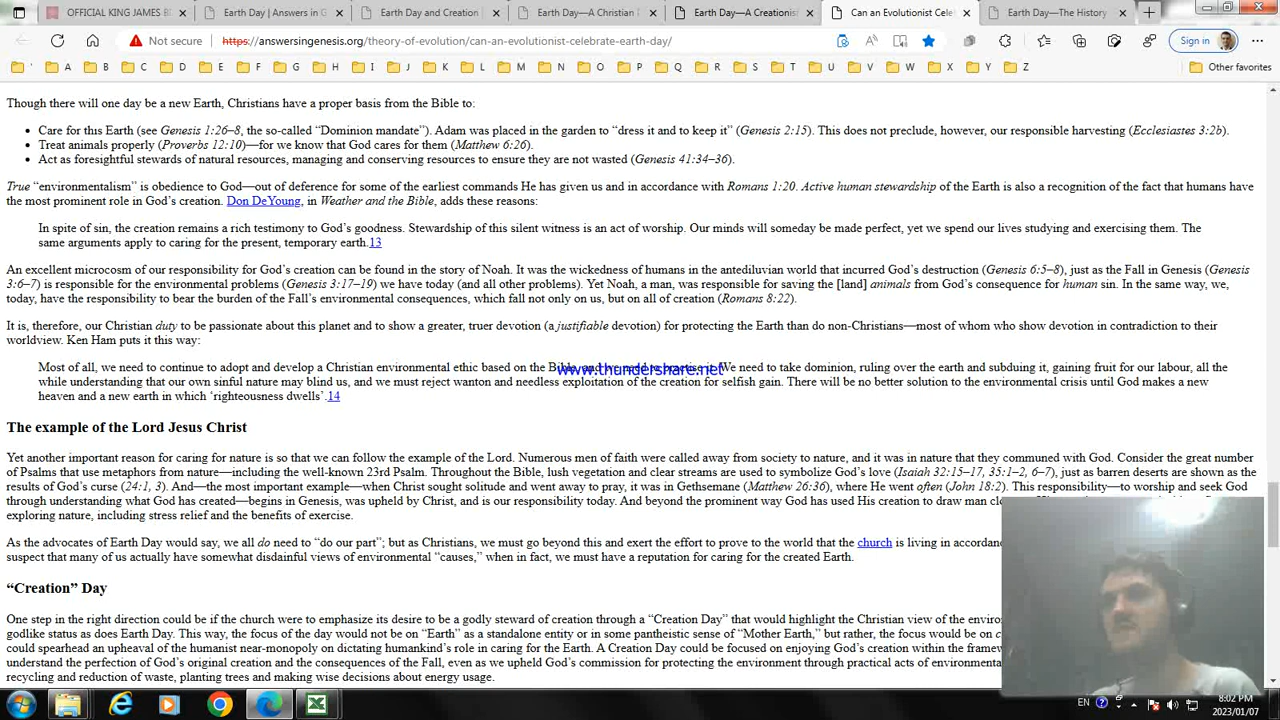 OFFICIAL KING JAMES BI
Earth Day | Answers in G
Earth Day and Creation
Earth Day—A Christian
Earth Day—A Creationis
Can an Evolutionist Cele
Earth Day—The History
Not secure
https://answersingenesis.org/theory-of-evolution/can-an-evolutionist-celebrate-earth-day/
Sign in
' A B C D E F G H I J K L M N O P Q R S T U V W X Y Z Other favorites
Though there will one day be a new Earth, Christians have a proper basis from the Bible to:
• Care for this Earth (see Genesis 1:26–8, the so-called “Dominion mandate”). Adam was placed in the garden to “dress it and to keep it” (Genesis 2:15). This does not preclude, however, our responsible harvesting (Ecclesiastes 3:2b).
• Treat animals properly (Proverbs 12:10)—for we know that God cares for them (Matthew 6:26).
• Act as foresightful stewards of natural resources, managing and conserving resources to ensure they are not wasted (Genesis 41:34–36).
True “environmentalism” is obedience to God—out of deference for some of the earliest commands He has given us and in accordance with Romans 1:20. Active human stewardship of the Earth is also a recognition of the fact that humans have
the most prominent role in God’s creation. Don DeYoung, in Weather and the Bible, adds these reasons:
In spite of sin, the creation remains a rich testimony to God’s goodness. Stewardship of this silent witness is an act of worship. Our minds will someday be made perfect, yet we spend our lives studying and exercising them. The
same arguments apply to caring for the present, temporary earth.13
An excellent microcosm of our responsibility for God’s creation can be found in the story of Noah. It was the wickedness of humans in the antediluvian world that incurred God’s destruction (Genesis 6:5–8), just as the Fall in Genesis (Genesis
3:6–7) is responsible for the environmental problems (Genesis 3:17–19) we have today (and all other problems). Yet Noah, a man, was responsible for saving the [land] animals from God’s consequence for human sin. In the same way, we,
today, have the responsibility to bear the burden of the Fall’s environmental consequences, which fall not only on us, but on all of creation (Romans 8:22).
It is, therefore, our Christian duty to be passionate about this planet and to show a greater, truer devotion (a justifiable devotion) for protecting the Earth than do non-Christians—most of whom who show devotion in contradiction to their
worldview. Ken Ham puts it this way:
Most of all, we need to continue to adopt and develop a Christian environmental ethic based on the Bible, and we need to practise it. We need to take dominion, ruling over the earth and subduing it, gaining fruit for our labour, all the
www.thundershare.net
while understanding that our own sinful nature may blind us, and we must reject wanton and needless exploitation of the creation for selfish gain. There will be no better solution to the environmental crisis until God makes a new
heaven and a new earth in which ‘righteousness dwells’.14
The example of the Lord Jesus Christ
Yet another important reason for caring for nature is so that we can follow the example of the Lord. Numerous men of faith were called away from society to nature, and it was in nature that they communed with God. Consider the great number
of Psalms that use metaphors from nature—including the well-known 23rd Psalm. Throughout the Bible, lush vegetation and clear streams are used to symbolize God’s love (Isaiah 32:15–17, 35:1–2, 6–7), just as barren deserts are shown as the
results of God’s curse (24:1, 3). And—the most important example—when Christ sought solitude and went away to pray, it was in Gethsemane (Matthew 26:36), where He went often (John 18:2). This responsibility—to worship and seek God
through understanding what God has created—begins in Genesis, was upheld by Christ, and is our responsibility today. And beyond the prominent way God has used His creation to draw man
exploring nature, including stress relief and the benefits of exercise.
As the advocates of Earth Day would say, we all do need to “do our part”; but as Christians, we must go beyond this and exert the effort to prove to the world that the church is living in
suspect that many of us actually have somewhat disdainful views of environmental “causes,” when in fact, we must have a reputation for caring for the created Earth.
“Creation” Day
One step in the right direction could be if the church were to emphasize its desire to be a godly steward of creation through a “Creation Day” that would highlight the Christian view of the
godlike status as does Earth Day. This way, the focus of the day would not be on “Earth” as a standalone entity or in some pantheistic sense of “Mother Earth,” but rather, the focus would be on
could spearhead an upheaval of the humanist near-monopoly on dictating humankind’s role in caring for the Earth. A Creation Day could be focused on enjoying God’s creation within the
understand the perfection of God’s original creation and the consequences of the Fall, even as we upheld God’s commission for protecting the environment through practical acts of
recycling and reduction of waste, planting trees and making wise decisions about energy usage.
EN
8:02 PM
2023/01/07